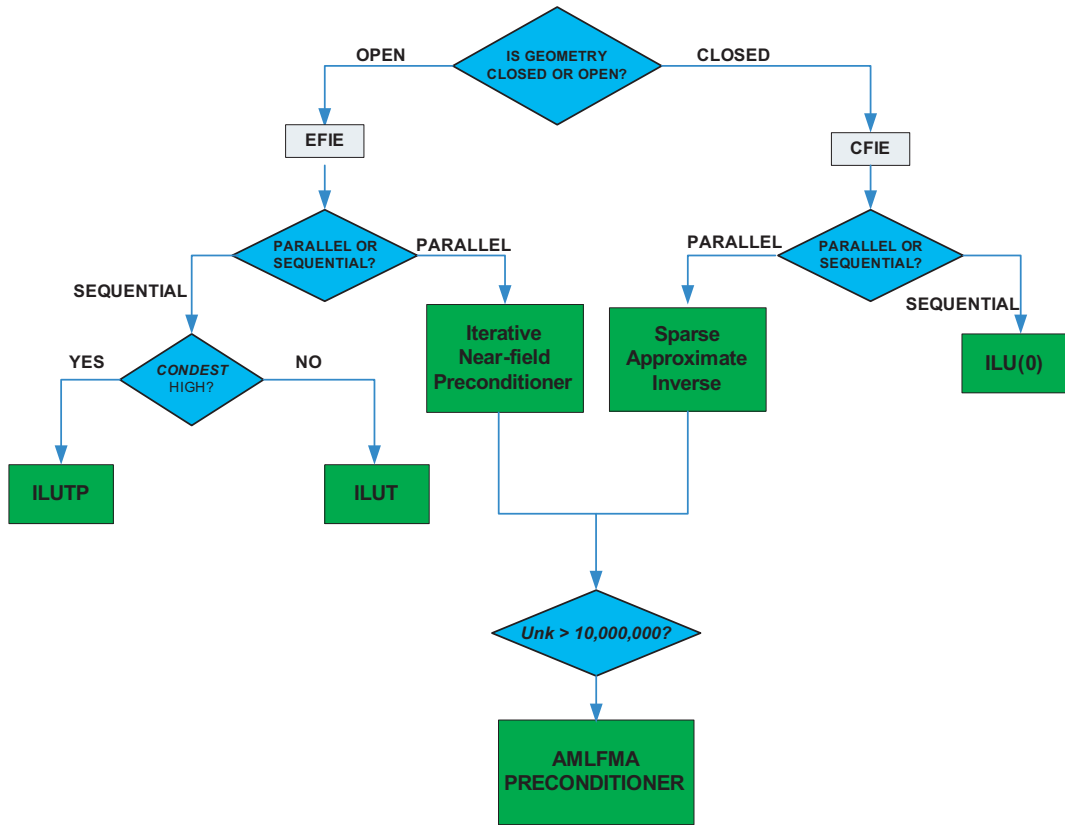 IS GEOMETRY
CLOSED OR OPEN?
OPEN
CLOSED
EFIE
CFIE
PARALLEL OR
SEQUENTIAL?
PARALLEL
PARALLEL
PARALLEL OR
SEQUENTIAL?
SEQUENTIAL
SEQUENTIAL
Iterative
Near-field
Preconditioner
Sparse
Approximate
Inverse
ILU(0)
YES
CONDEST
HIGH?
NO
ILUTP
ILUT
Unk > 10,000,000?
AMLFMA
PRECONDITIONER